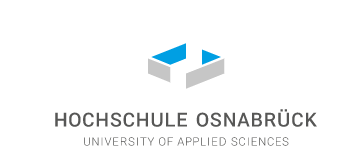 HOCHSCHULE OSNABRÜCK
UNIVERSITY OF APPLIED SCIENCES